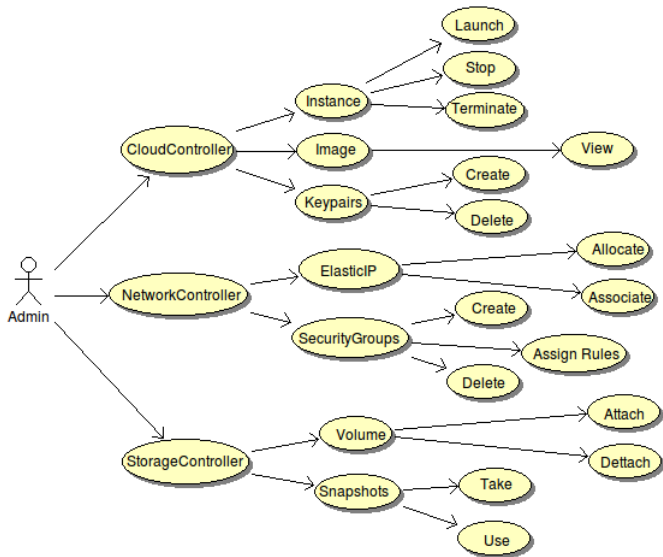 Launch
Stop
Instance
Terminate
CloudController
Image
View
Keypairs
Create
Delete
Admin
NetworkController
ElasticIP
Allocate
Associate
SecurityGroups
Create
Assign Rules
Delete
StorageController
Volume
Attach
Dettach
Snapshots
Take
Use